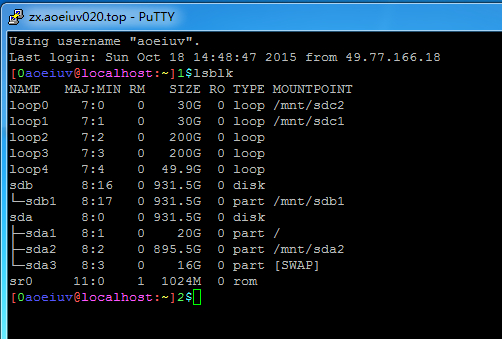 zx.aoeiuv020.top - PuTTY
Using username "aoeiuv".
Last login: Sun Oct 18 14:48:47 2015 from 49.77.166.18
[0aoeiuv@localhost:~]1$lsblk
NAME   MAJ:MIN RM   SIZE RO TYPE MOUNTPOINT
loop0    7:0    0    30G  0 loop /mnt/sdc2
loop1    7:1    0    30G  0 loop /mnt/sdc1
loop2    7:2    0   200G  0 loop
loop3    7:3    0   200G  0 loop
loop4    7:4    0  49.9G  0 loop
sdb      8:16   0 931.5G  0 disk
└─sdb1   8:17   0 931.5G  0 part /mnt/sdb1
sda      8:0    0 931.5G  0 disk
├─sda1   8:1    0    20G  0 part /
├─sda2   8:2    0 895.5G  0 part /mnt/sda2
└─sda3   8:3    0    16G  0 part [SWAP]
sr0     11:0    1  1024M  0 rom
[0aoeiuv@localhost:~]2$